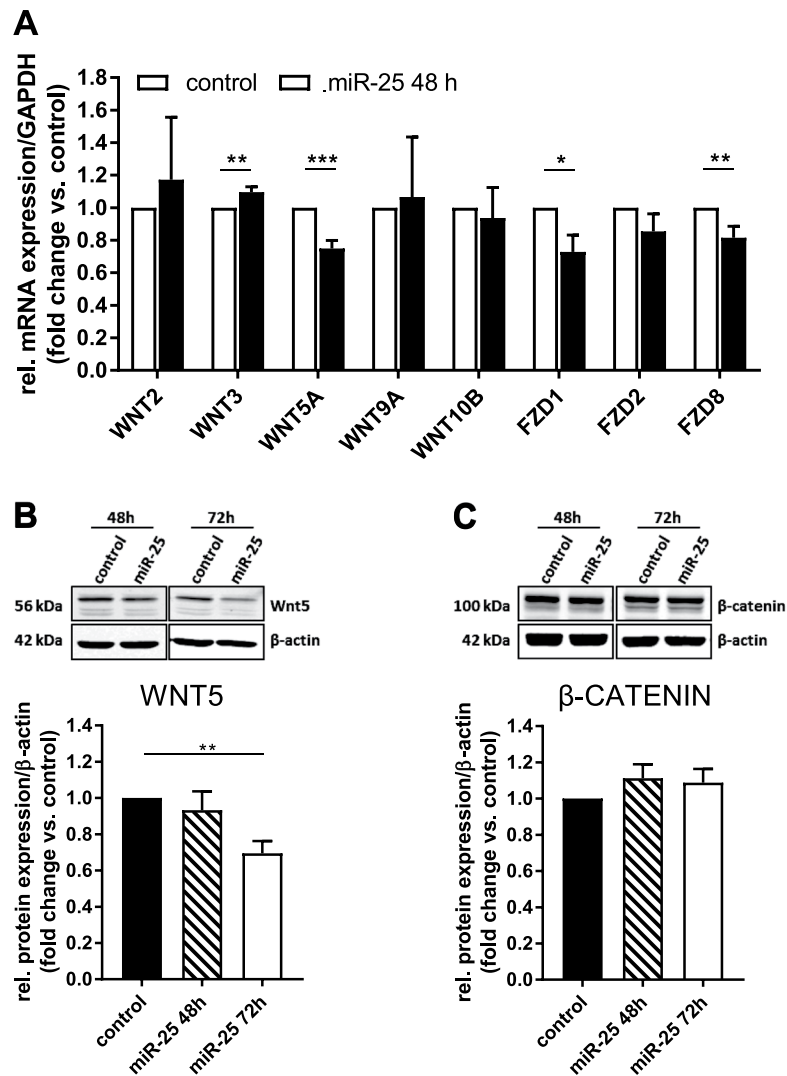 A
control .miR-25 48 h
rel. mRNA expression/GAPDH
(fold change vs. control)
1.8
1.6
1.4
1.2
1.0
0.8
0.6
0.4
0.2
0.0
** *** * **
WNT2 WNT3 WNT5A WNT9A WNT10B FZD1 FZD2 FZD8
B
48h 72h
control miR-25 control miR-25
56 kDa Wnt5
42 kDa β-actin
WNT5
rel. protein expression/β-actin
(fold change vs. control)
1.4
1.2
1.0
0.8
0.6
0.4
0.2
0.0
**
control miR-25 48h miR-25 72h
C
48h 72h
control miR-25 control miR-25
100 kDa β-catenin
42 kDa β-actin
β-CATENIN
rel. protein expression/β-actin
(fold change vs. control)
1.4
1.2
1.0
0.8
0.6
0.4
0.2
0.0
control miR-25 48h miR-25 72h